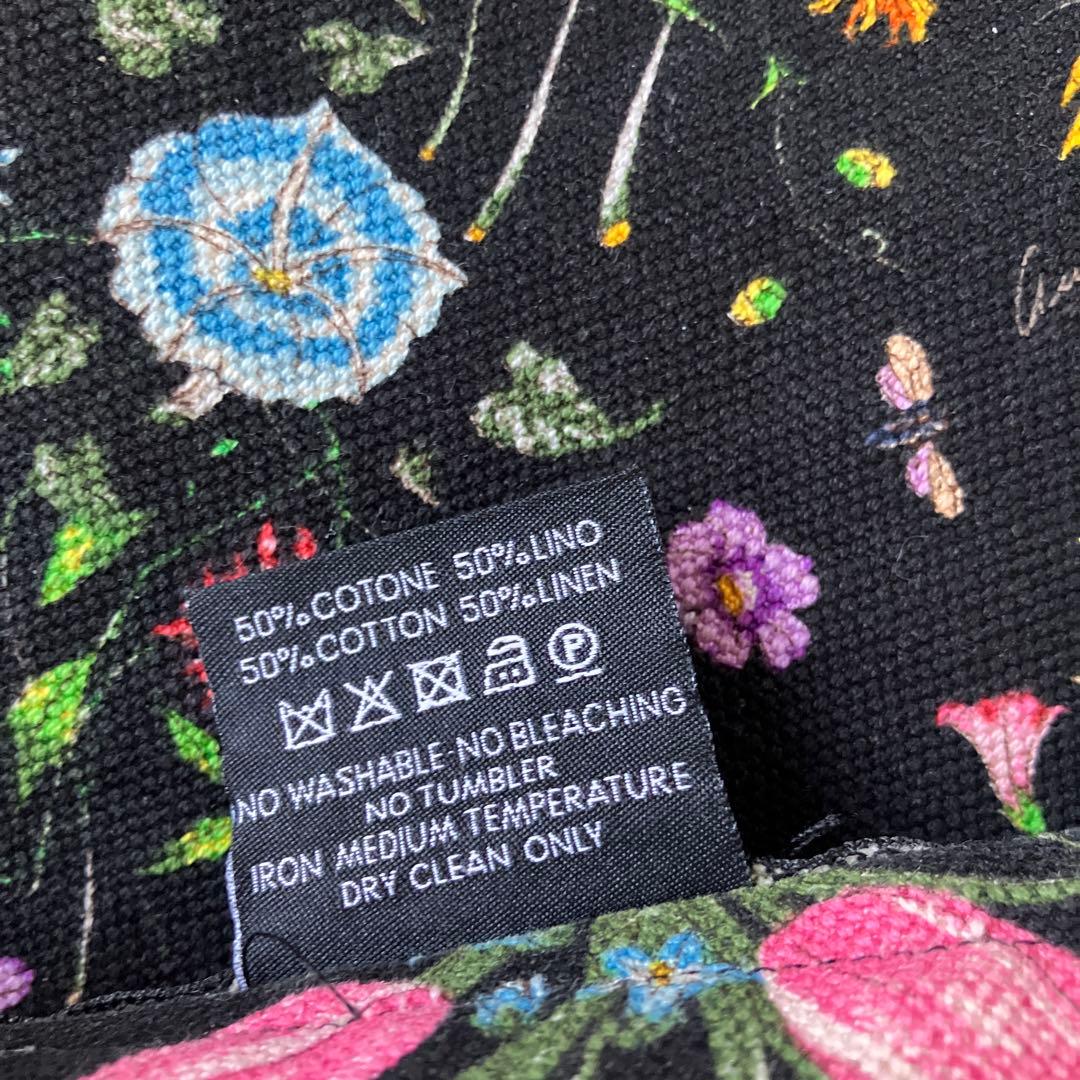 50%COTONE 50%LINO
50%COTTON 50%LINEN
P
NO WASHABLE NO BLEACHING
NO TUMBLER
IRON MEDIUM TEMPERATURE
DRY CLEAN ONLY